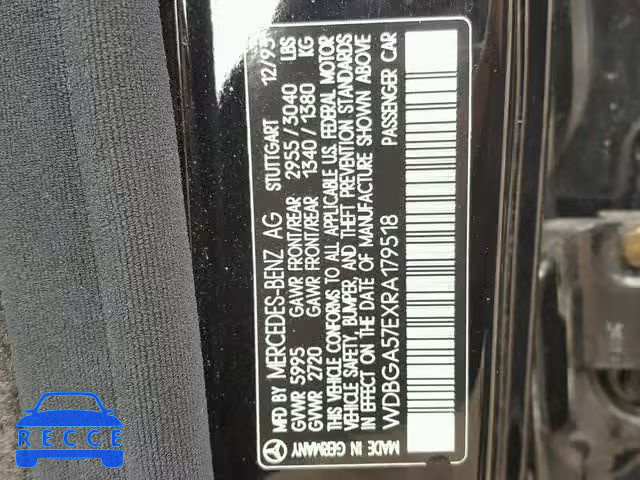 MFD BY MERCEDES-BENZ AG STUTTGART 12/93
GVWR 5995 GAWR FRONT/REAR 2955/3040 LBS
GVWR 2720 GAWR FRONT/REAR 1340/1380 KG
THIS VEHICLE CONFORMS TO ALL APPLICABLE U.S. FEDERAL MOTOR
VEHICLE SAFETY, BUMPER, AND THEFT PREVENTION STANDARDS
IN EFFECT ON THE DATE OF MANUFACTURE SHOWN ABOVE
WDBGA57EXRA179518 PASSENGER CAR
MADE IN GERMANY
RECCE